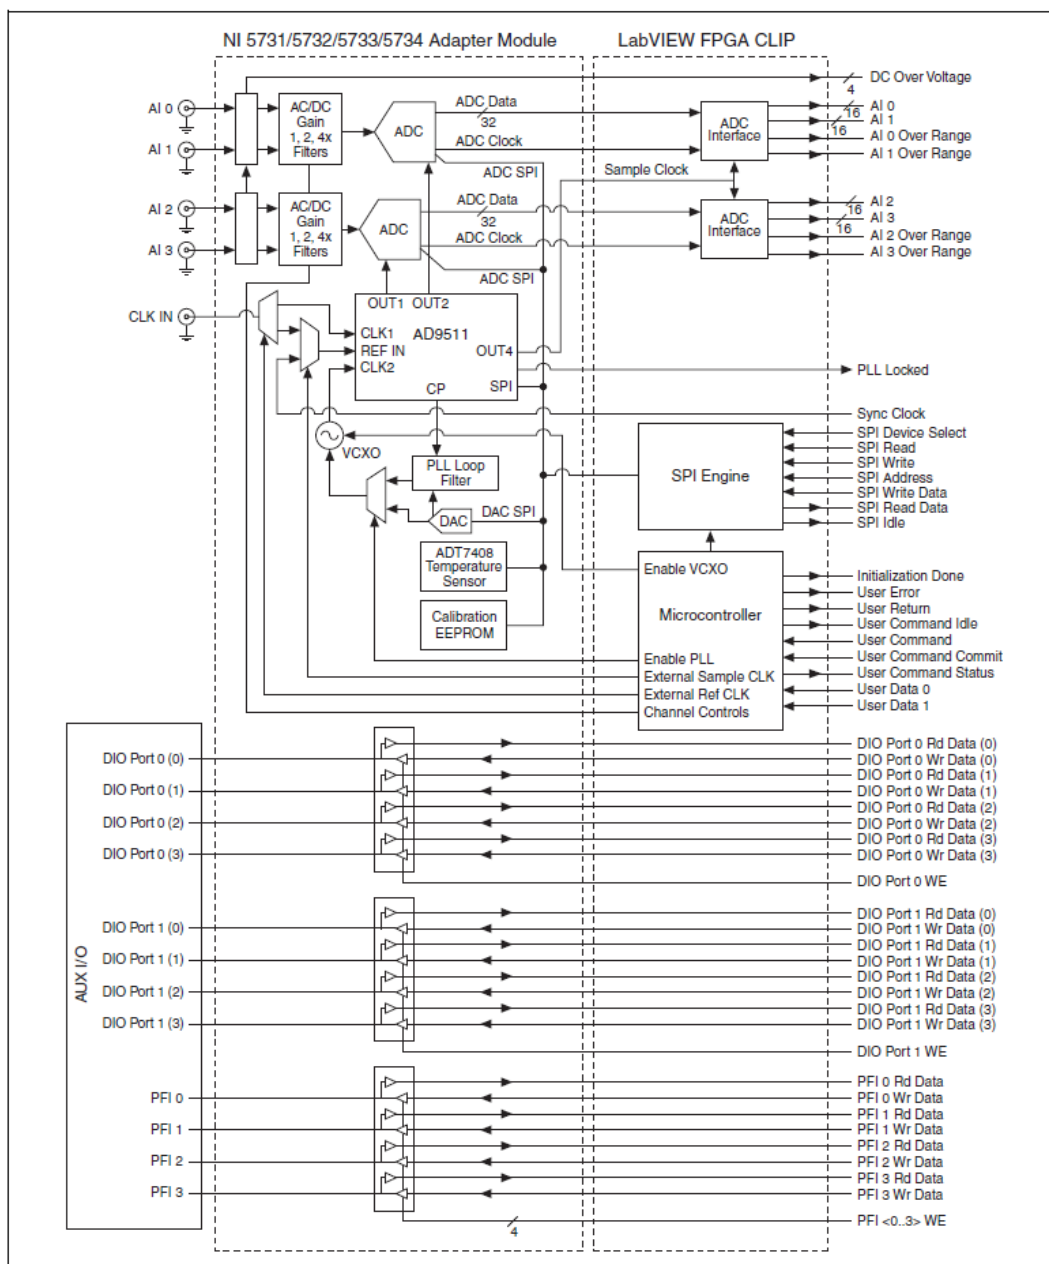 NI 5731/5732/5733/5734 Adapter Module
LabVIEW FPGA CLIP
DC Over Voltage
4
AI 0
AI 1
AC/DC
Gain
1, 2, 4x
Filters
ADC
ADC Data
32
ADC Clock
ADC SPI
ADC
Interface
AI 0
16
AI 1
16
AI 0 Over Range
AI 1 Over Range
Sample Clock
AI 2
AI 3
AC/DC
Gain
1, 2, 4x
Filters
ADC
ADC Data
32
ADC Clock
ADC SPI
ADC
Interface
AI 2
16
AI 3
16
AI 2 Over Range
AI 3 Over Range
CLK IN
OUT1
OUT2
CLK1
AD9511
REF IN
OUT4
CLK2
CP
SPI
PLL Locked
Sync Clock
VCXO
PLL Loop
Filter
DAC
DAC SPI
ADT7408
Temperature
Sensor
Calibration
EEPROM
SPI Engine
SPI Device Select
SPI Read
SPI Write
SPI Address
SPI Write Data
SPI Read Data
SPI Idle
Enable VCXO
Microcontroller
Enable PLL
External Sample CLK
External Ref CLK
Channel Controls
Initialization Done
User Error
User Return
User Command Idle
User Command
User Command Commit
User Command Status
User Data 0
User Data 1
AUX I/O
DIO Port 0 (0)
DIO Port 0 (1)
DIO Port 0 (2)
DIO Port 0 (3)
DIO Port 0 Rd Data (0)
DIO Port 0 Wr Data (0)
DIO Port 0 Rd Data (1)
DIO Port 0 Wr Data (1)
DIO Port 0 Rd Data (2)
DIO Port 0 Wr Data (2)
DIO Port 0 Rd Data (3)
DIO Port 0 Wr Data (3)
DIO Port 0 WE
DIO Port 1 (0)
DIO Port 1 (1)
DIO Port 1 (2)
DIO Port 1 (3)
DIO Port 1 Rd Data (0)
DIO Port 1 Wr Data (0)
DIO Port 1 Rd Data (1)
DIO Port 1 Wr Data (1)
DIO Port 1 Rd Data (2)
DIO Port 1 Wr Data (2)
DIO Port 1 Rd Data (3)
DIO Port 1 Wr Data (3)
DIO Port 1 WE
PFI 0
PFI 1
PFI 2
PFI 3
PFI 0 Rd Data
PFI 0 Wr Data
PFI 1 Rd Data
PFI 1 Wr Data
PFI 2 Rd Data
PFI 2 Wr Data
PFI 3 Rd Data
PFI 3 Wr Data
4
PFI <0..3> WE